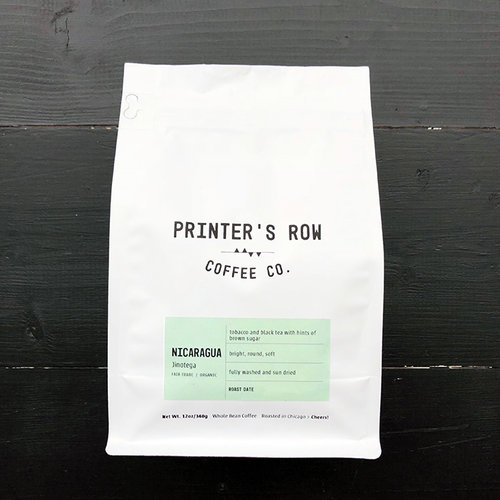 PRINTER'S ROW
COFFEE CO.
tobacco and black tea with hints of
brown sugar
NICARAGUA
Jinotega
FAIR TRADE | ORGANIC
bright, round, soft
fully washed and sun dried
ROAST DATE
Net Wt. 12oz/340g Whole Bean Coffee Roasted in Chicago > Cheers!